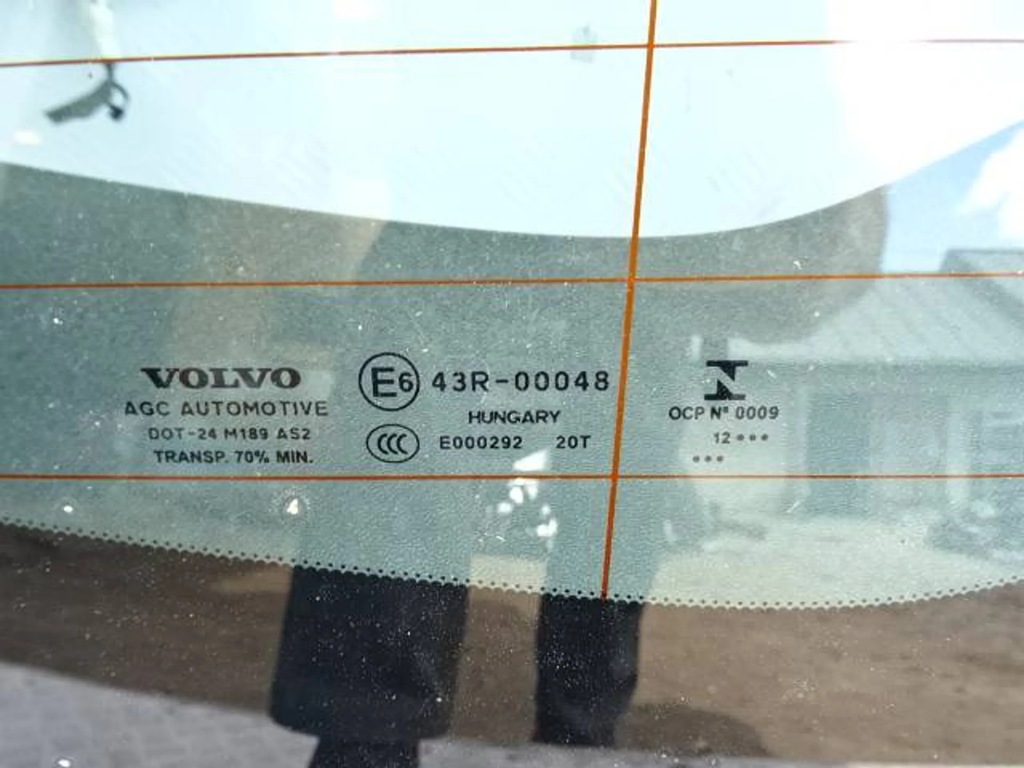 VOLVO
AGC AUTOMOTIVE
DOT-24 M189 AS2
TRANSP. 70% MIN.
E6 43R-00048
HUNGARY
CCC E000292 20T
N
OCP Nº 0009
12•••
•••